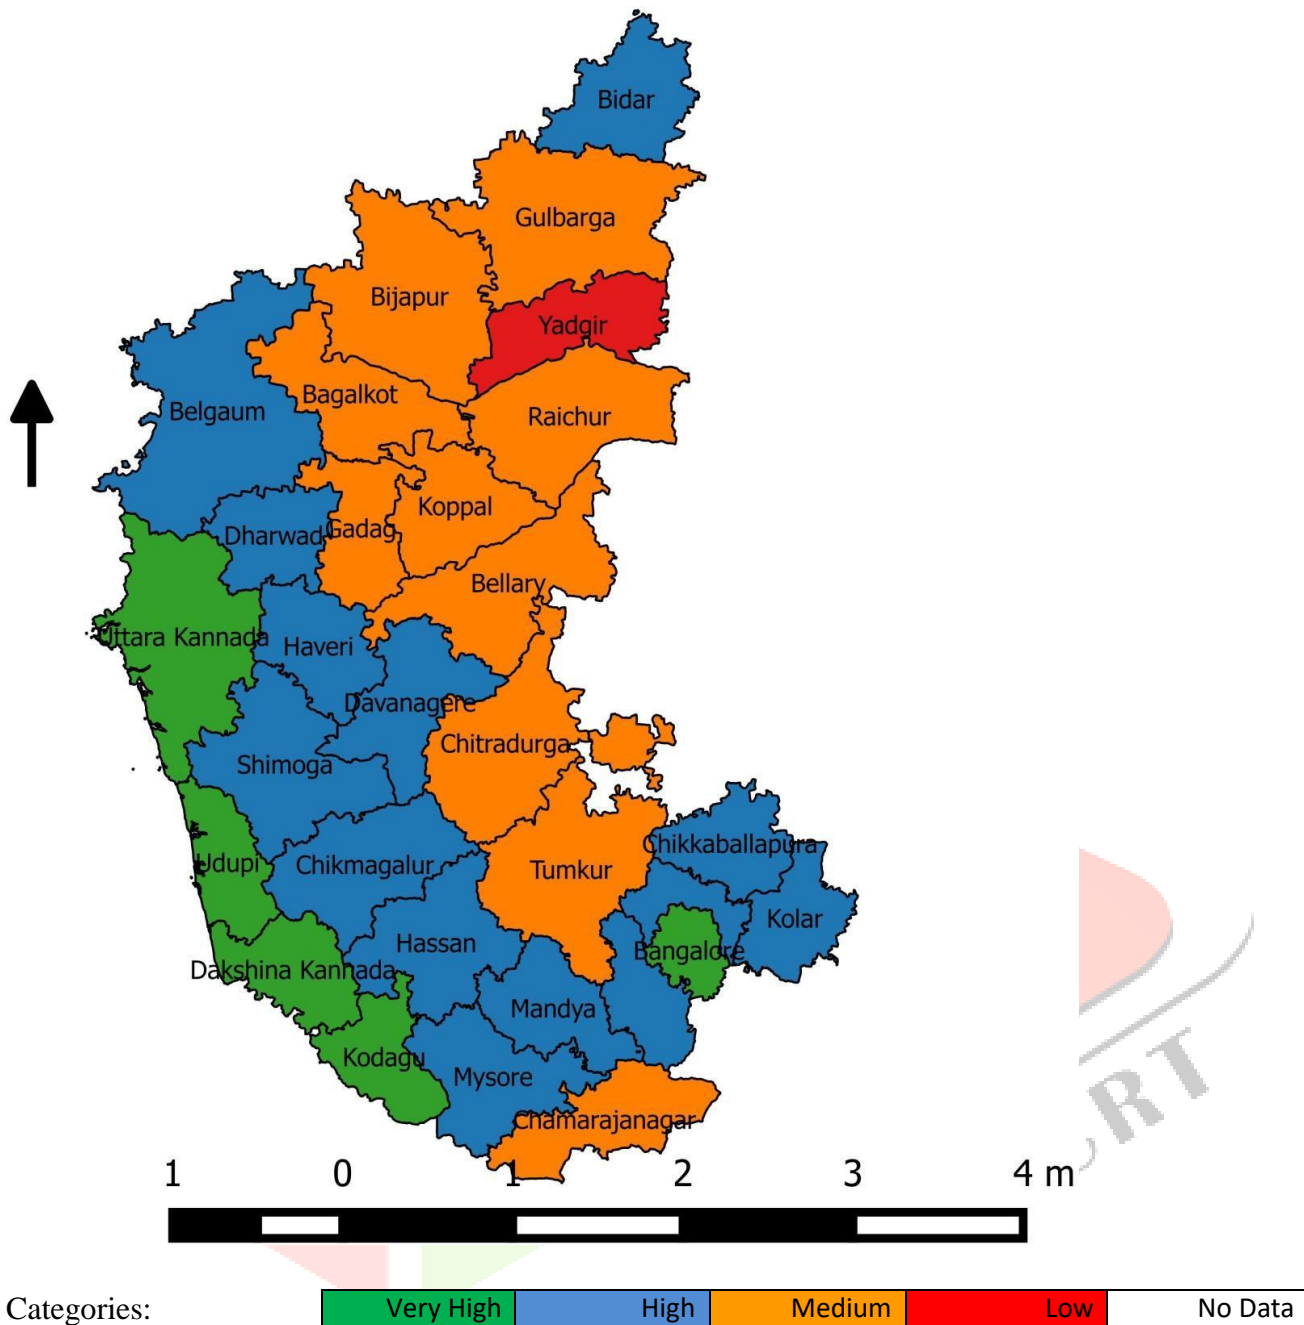 Bidar
Gulbarga
Bijapur
Yadgir
Bagalkot
Belgaum
Raichur
Koppal
Gadag
Dharwad
Bellary
Uttara Kannada
Haveri
Davanagere
Chitradurga
Shimoga
Chikkaballapura
Udupi
Chikmagalur
Tumkur
Kolar
Hassan
Bangalore
Dakshina Kannada
Mandya
Kodagu
Mysore
Chamarajanagar
RT
1 0 1 2 3 4 m
Categories: Very High High Medium Low No Data